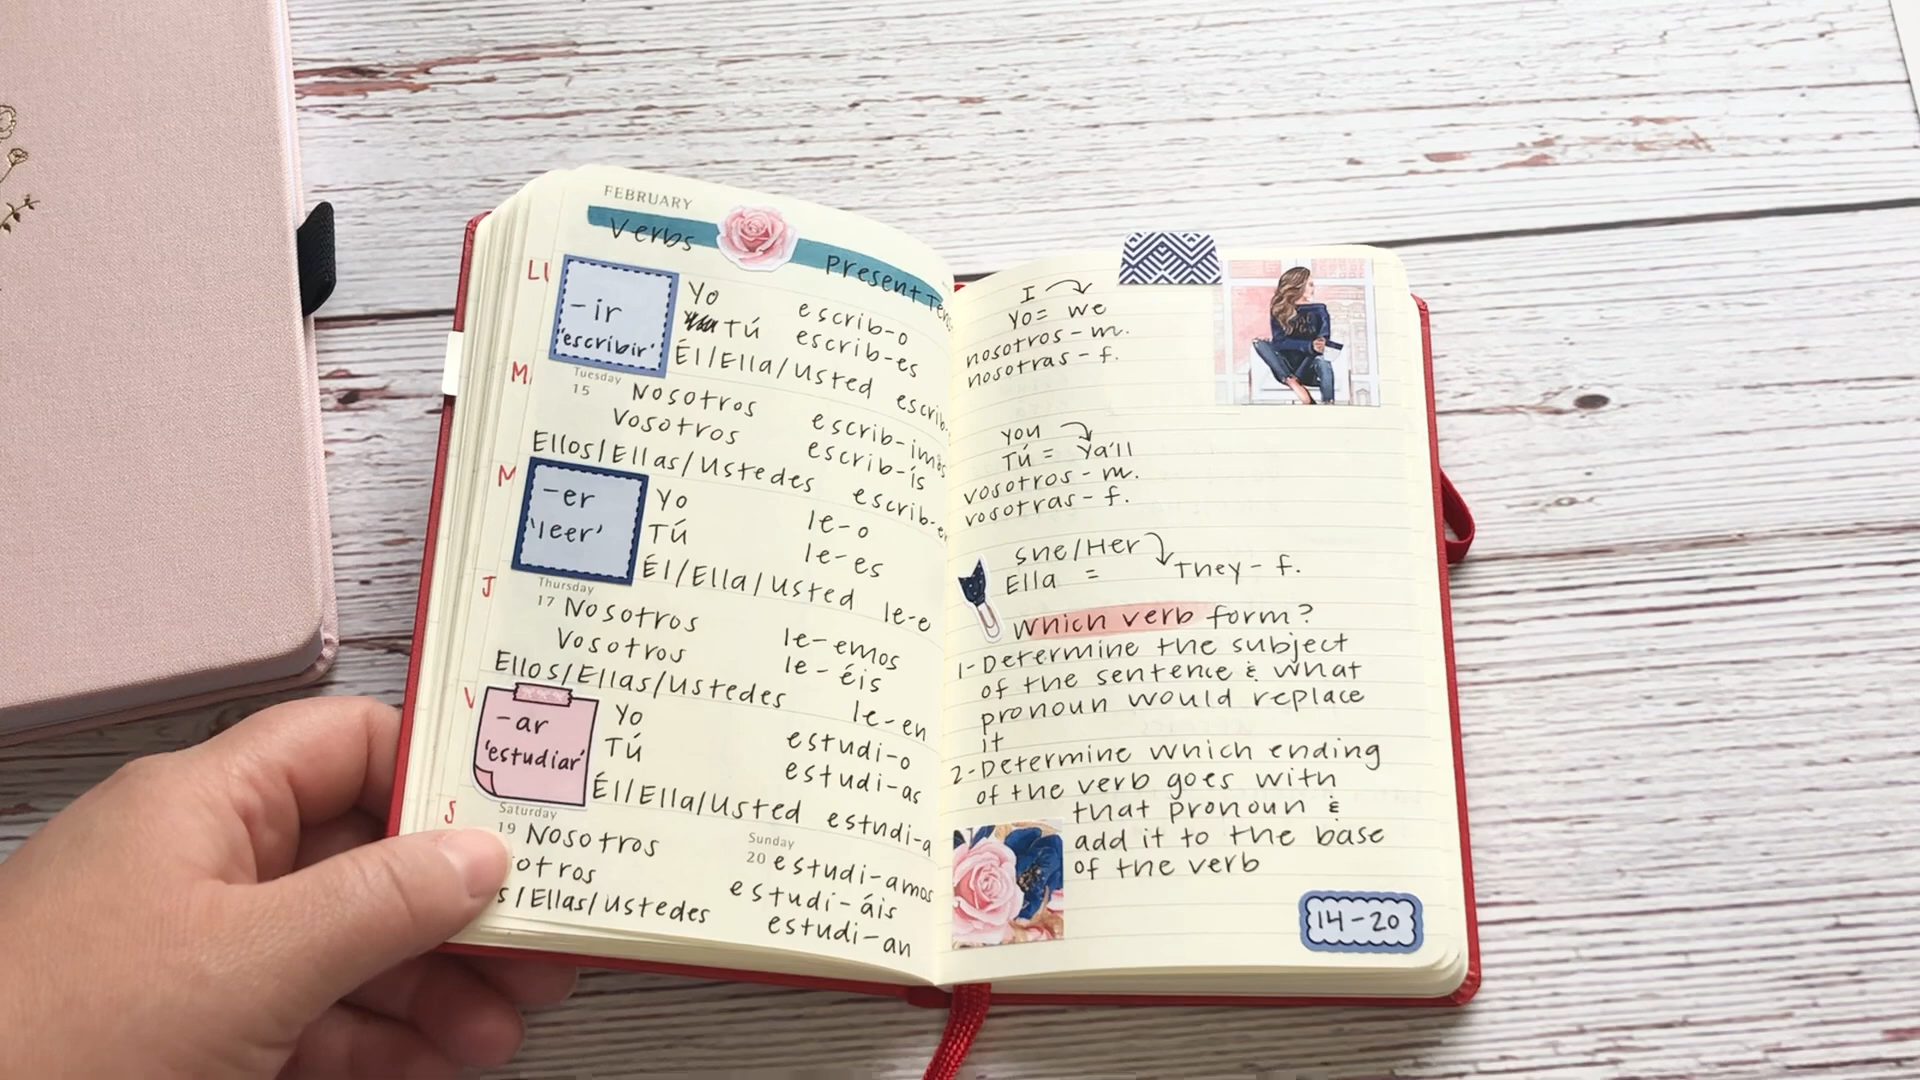 FEBRUARY
Verbs
Present
-ir
'escribir'
Yo escrib-o
Tú escrib-es
Él/Ella/Usted escrib-
Tuesday
15
Nosotros escrib-imos
Vosotros escrib-ís
Ellos/Ellas/Ustedes escrib-en
M
-er
'leer'
Yo le-o
Tú le-es
Él/Ella/Usted le-e
J
Thursday
17
Nosotros le-emos
Vosotros le-éis
Ellos/Ellas/Ustedes le-en
V
-ar
'estudiar'
Yo estudi-o
Tú estudi-as
Él/Ella/Usted estudi-a
S
Saturday
19
Sunday
20
Nosotros estudi-amos
otros estudi-áis
s/Ellas/Ustedes estudi-an
I
Yo = we
nosotros - m.
nosotras - f.
you
Tú = Ya'll
vosotros - m.
vosotras - f.
She/Her
Ella = They - f.
Which verb form?
1-Determine the subject
of the sentence & what
pronoun would replace
it
2-Determine which ending
of the verb goes with
that pronoun &
add it to the base
of the verb
14-20